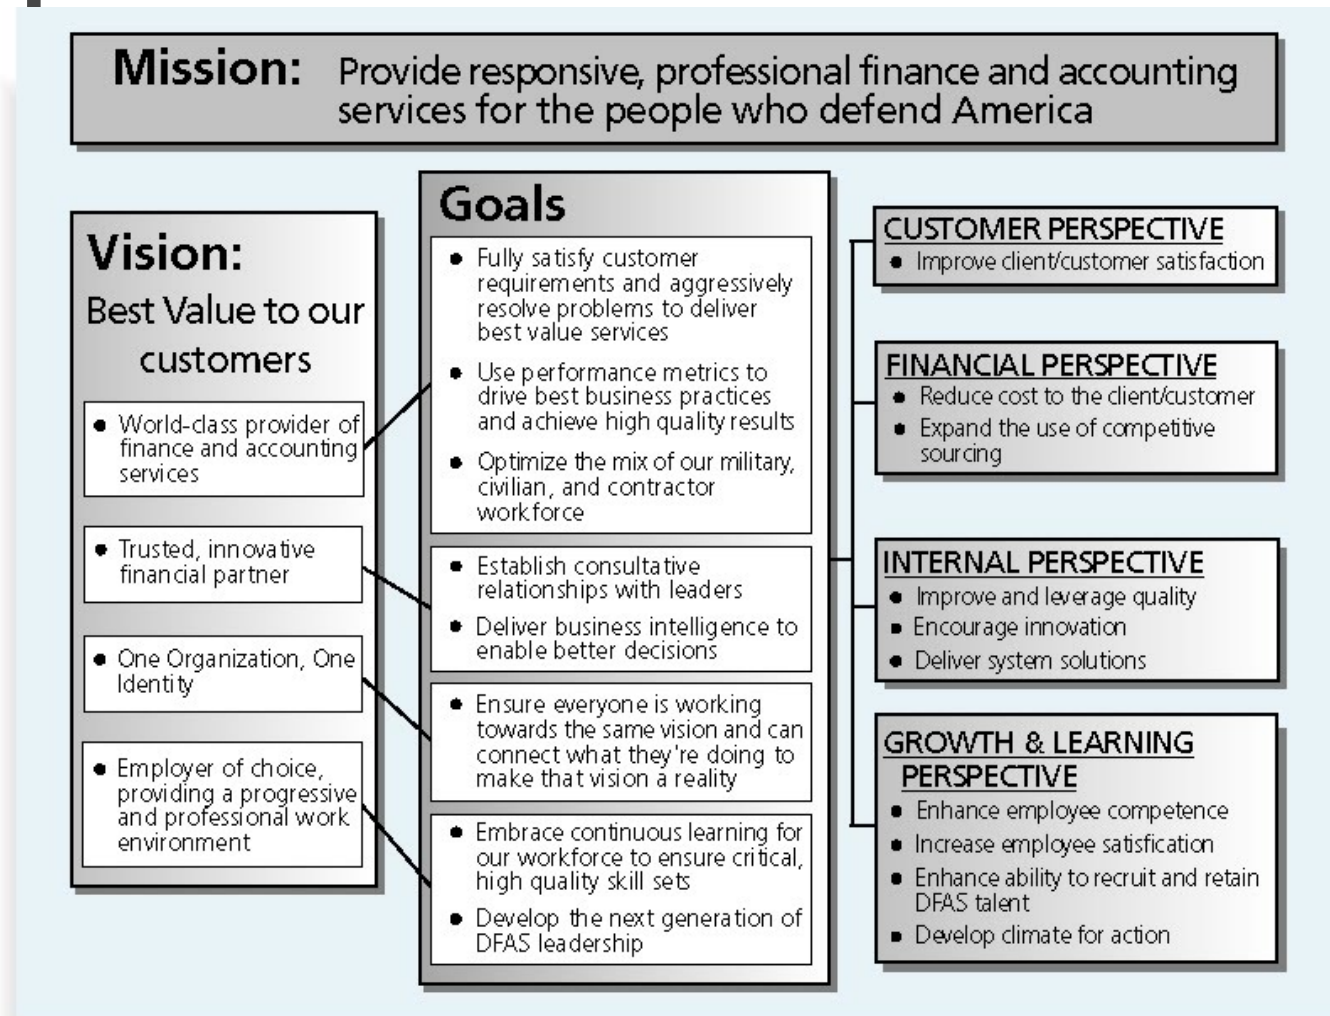 Mission: Provide responsive, professional finance and accounting
services for the people who defend America
Vision:
Best Value to our
customers
● World-class provider of
finance and accounting
services
● Trusted, innovative
financial partner
● One Organization, One
Identity
● Employer of choice,
providing a progressive
and professional work
environment
Goals
● Fully satisfy customer
requirements and aggressively
resolve problems to deliver
best value services
● Use performance metrics to
drive best business practices
and achieve high quality results
● Optimize the mix of our military,
civilian, and contractor
workforce
● Establish consultative
relationships with leaders
● Deliver business intelligence to
enable better decisions
● Ensure everyone is working
towards the same vision and can
connect what they're doing to
make that vision a reality
● Embrace continuous learning for
our workforce to ensure critical,
high quality skill sets
● Develop the next generation of
DFAS leadership
CUSTOMER PERSPECTIVE
● Improve client/customer satisfaction
FINANCIAL PERSPECTIVE
● Reduce cost to the client/customer
● Expand the use of competitive
sourcing
INTERNAL PERSPECTIVE
● Improve and leverage quality
● Encourage innovation
● Deliver system solutions
GROWTH & LEARNING
PERSPECTIVE
● Enhance employee competence
● Increase employee satisfication
● Enhance ability to recruit and retain
DFAS talent
● Develop climate for action